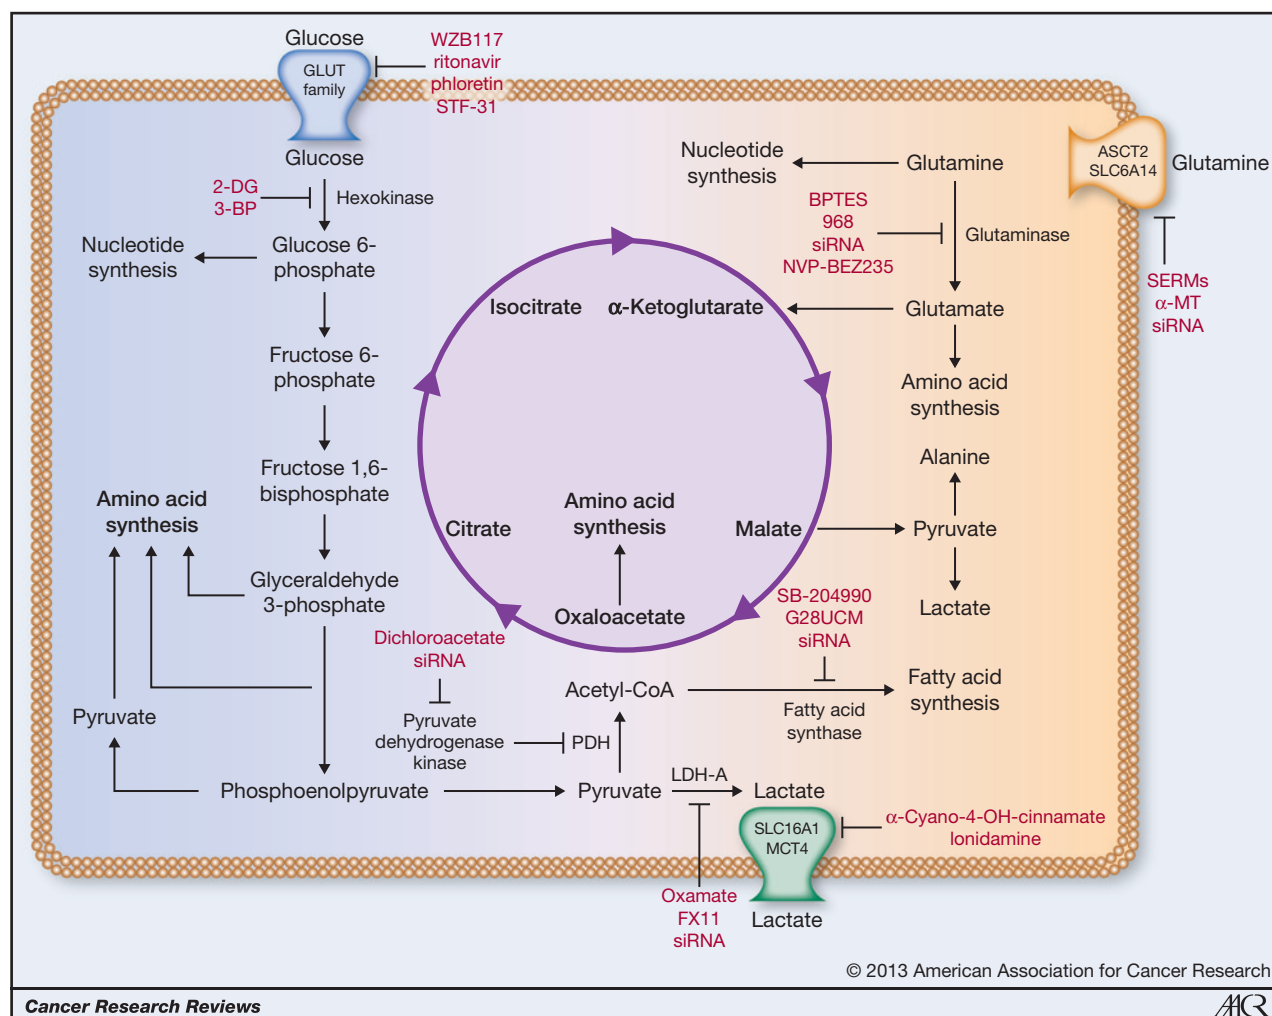 Glucose
GLUT
family
WZB117
ritonavir
phloretin
STF-31
Glucose
2-DG
3-BP
Hexokinase
Nucleotide
synthesis
Glucose 6-
phosphate
Fructose 6-
phosphate
Fructose 1,6-
bisphosphate
Amino acid
synthesis
Glyceraldehyde
3-phosphate
Pyruvate
Phosphoenolpyruvate
Isocitrate
α-Ketoglutarate
Citrate
Amino acid
synthesis
Malate
Oxaloacetate
Dichloroacetate
siRNA
Pyruvate
dehydrogenase
kinase
PDH
Acetyl-CoA
Pyruvate
LDH-A
Lactate
SB-204990
G28UCM
siRNA
Fatty acid
synthase
Fatty acid
synthesis
Nucleotide
synthesis
Glutamine
BPTES
968
siRNA
NVP-BEZ235
Glutaminase
Glutamate
Amino acid
synthesis
Alanine
Pyruvate
Lactate
ASCT2
SLC6A14
Glutamine
SERMs
α-MT
siRNA
SLC16A1
MCT4
α-Cyano-4-OH-cinnamate
lonidamine
Oxamate
FX11
siRNA
Lactate
© 2013 American Association for Cancer Research
Cancer Research Reviews
AACR